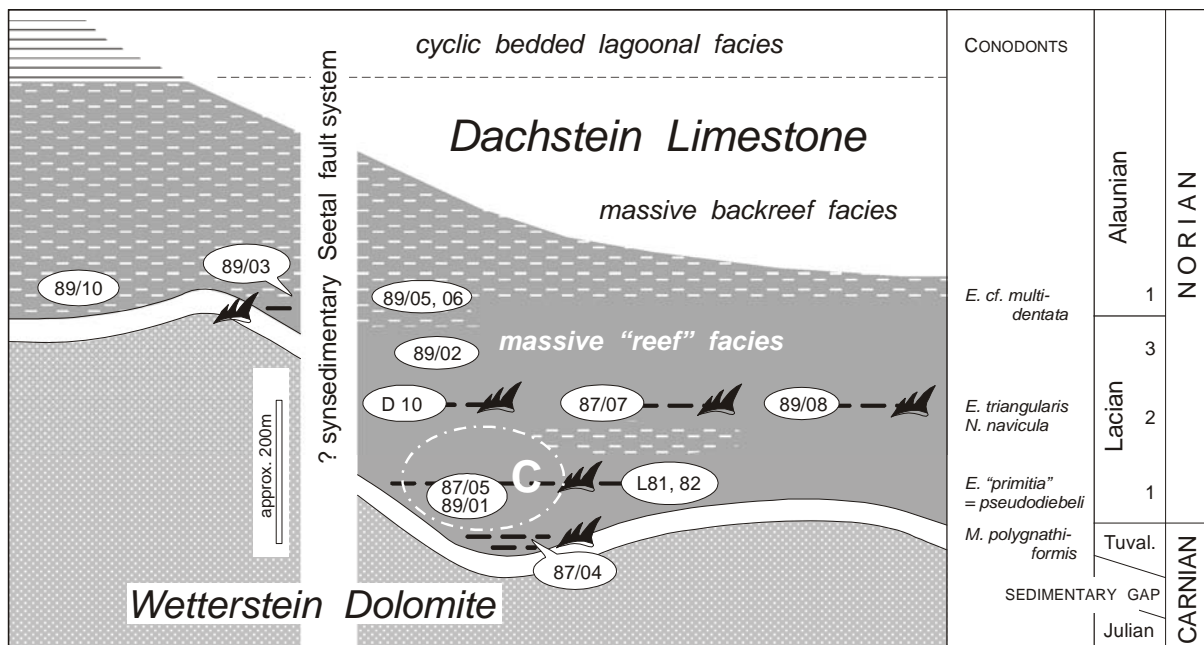 cyclic bedded lagoonal facies
Dachstein Limestone
massive backreef facies
? synsedimentary Seetal fault system
89/03
89/10
89/05, 06
massive “reef” facies
89/02
D 10
87/07
89/08
approx. 200m
C
87/05
89/01
L81, 82
87/04
Wetterstein Dolomite
CONODONTS
E. cf. multi-
dentata
E. triangularis
N. navicula
E. “primitia”
= pseudodiebeli
M. polygnathi-
formis
SEDIMENTARY GAP
Alaunian
1
Lacian
3
2
1
Tuval.
Julian
NORIAN
CARNIAN